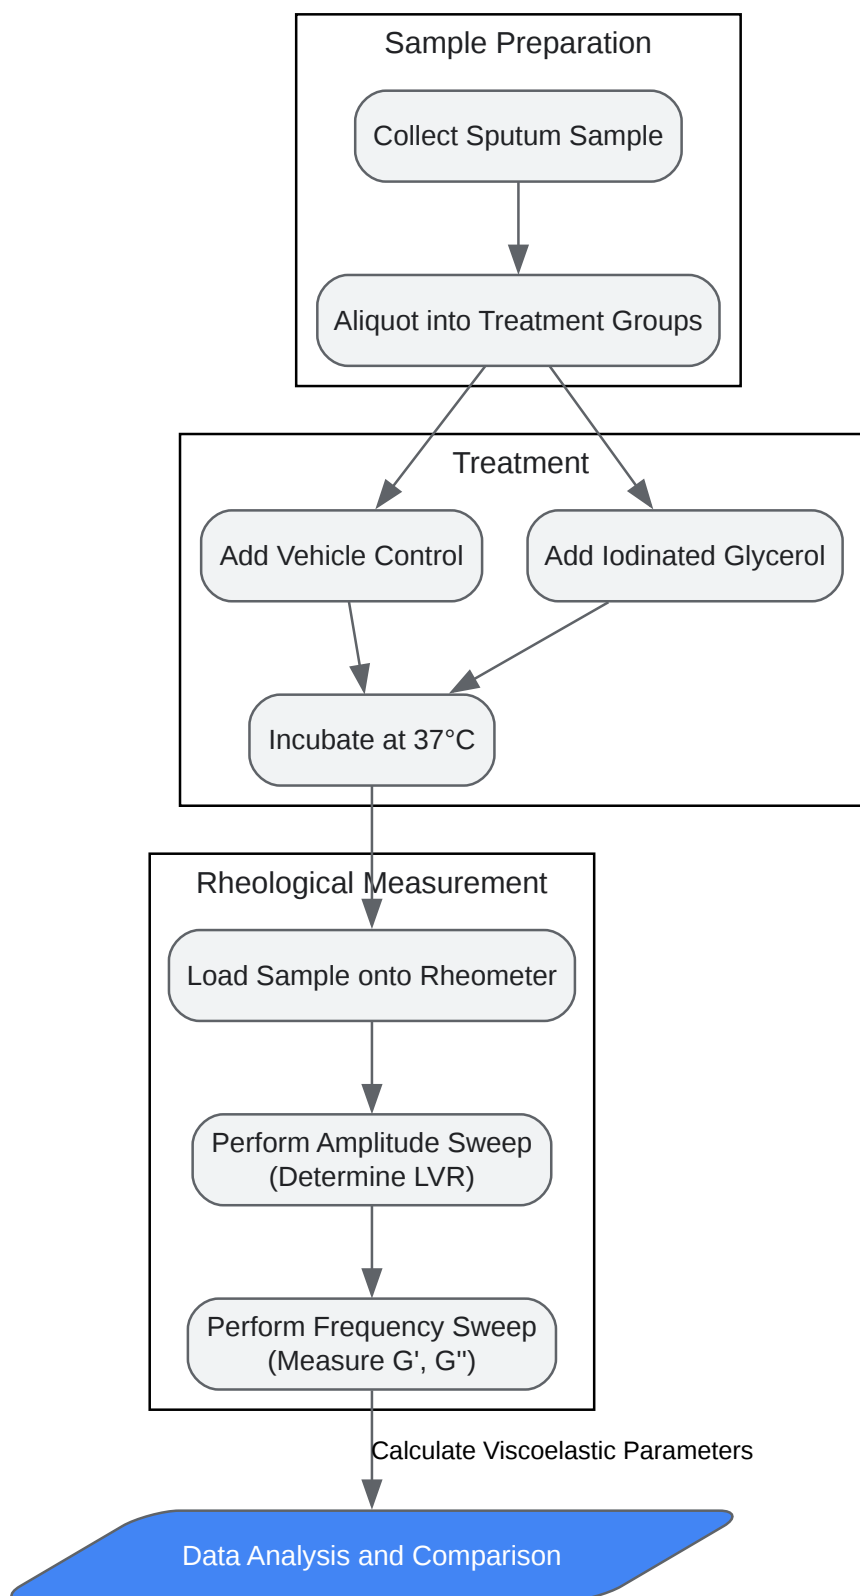 Sample Preparation
Collect Sputum Sample
Aliquot into Treatment Groups
Treatment
Add Vehicle Control
Add Iodinated Glycerol
Incubate at 37°C
Rheological Measurement
Load Sample onto Rheometer
Perform Amplitude Sweep
(Determine LVR)
Perform Frequency Sweep
(Measure G', G'')
Calculate Viscoelastic Parameters
Data Analysis and Comparison